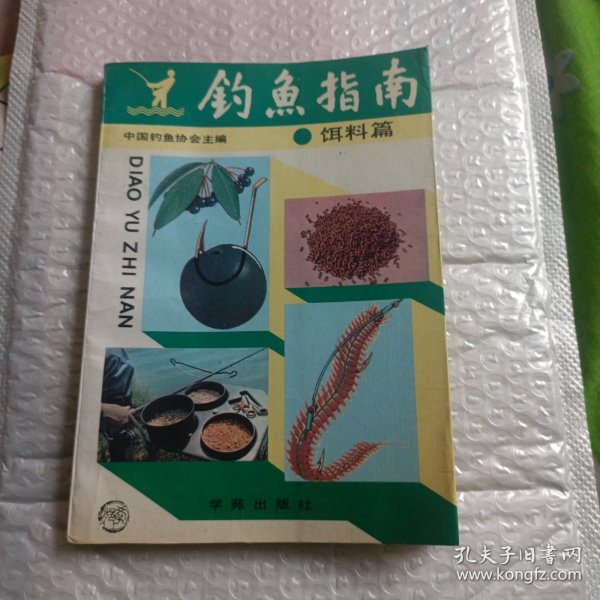 钓魚指南
中国钓鱼协会主编
饵料篇
DIAO YU ZHI NAN
学苑出版社
孔夫子旧书网
www.kongfz.com